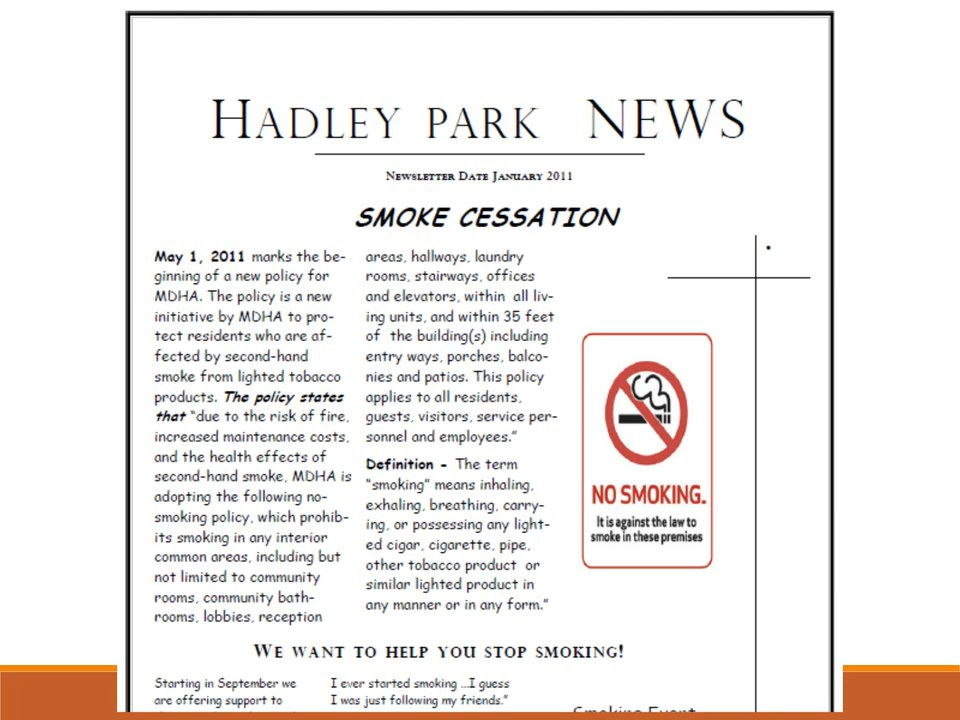 HADLEY PARK NEWS
NEWSLETTER DATE JANUARY 2011
SMOKE CESSATION
May 1, 2011 marks the be-
ginning of a new policy for
MDHA. The policy is a new
initiative by MDHA to pro-
tect residents who are af-
fected by second-hand
smoke from lighted tobacco
products. The policy states
that "due to the risk of fire,
increased maintenance costs,
and the health effects of
second-hand smoke, MDHA is
adopting the following no-
smoking policy, which prohib-
its smoking in any interior
common areas, including but
not limited to community
rooms, community bath-
rooms, lobbies, reception
areas, hallways, laundry
rooms, stairways, offices
and elevators, within all liv-
ing units, and within 35 feet
of the building(s) including
entry ways, porches, balco-
nies and patios. This policy
applies to all residents,
guests, visitors, service per-
sonnel and employees."
Definition - The term
"smoking" means inhaling,
exhaling, breathing, carry-
ing, or possessing any light-
ed cigar, cigarette, pipe,
other tobacco product or
similar lighted product in
any manner or in any form."
NO SMOKING.
It is against the law to
smoke in these premises
WE WANT TO HELP YOU STOP SMOKING!
Starting in September we
are offering support to
I ever started smoking ...I guess
I was just following my friends."
Smoking Event